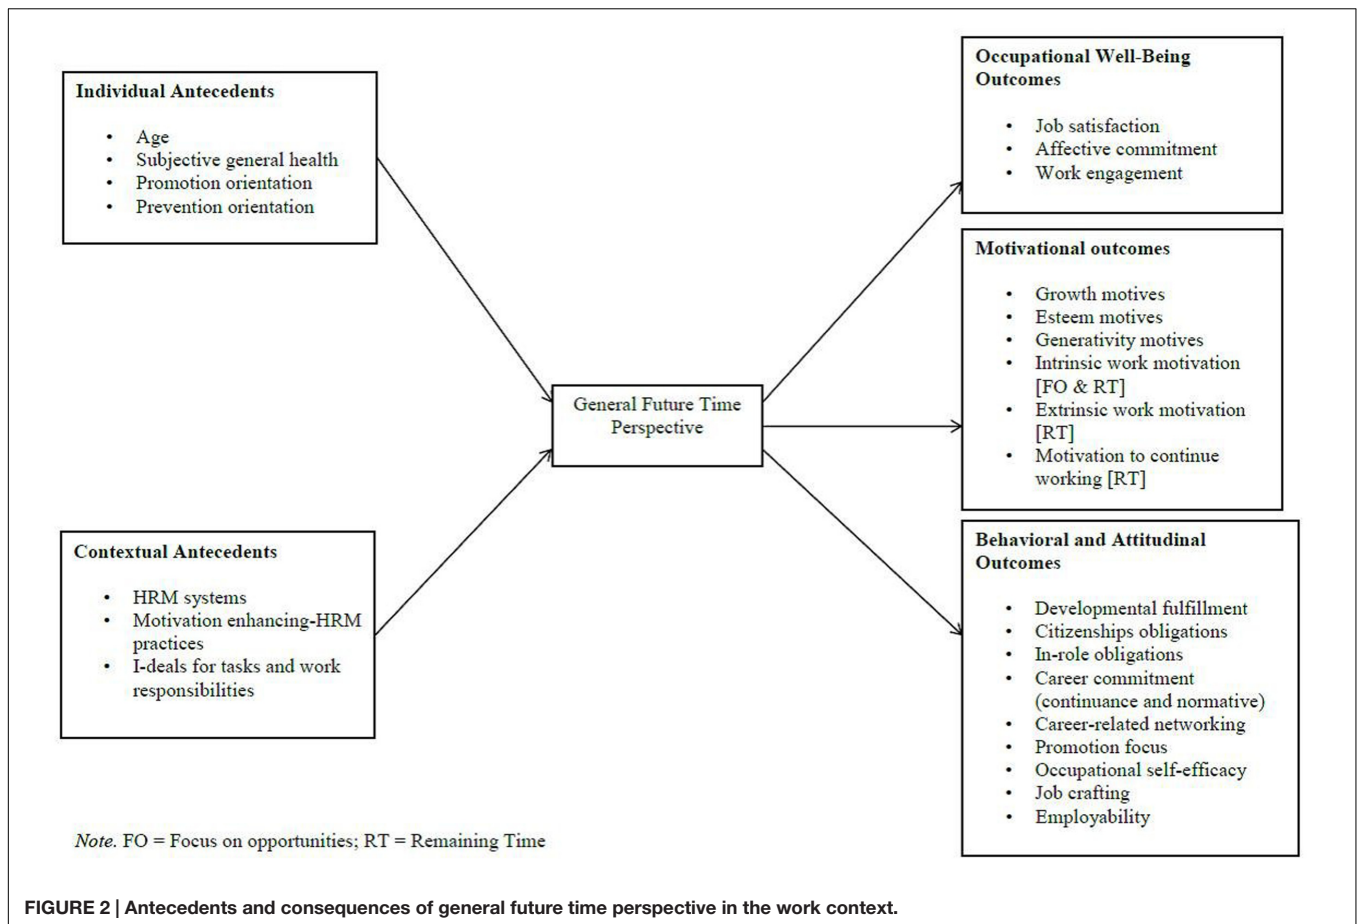 Individual Antecedents
• Age
• Subjective general health
• Promotion orientation
• Prevention orientation
Contextual Antecedents
• HRM systems
• Motivation enhancing-HRM
practices
• I-deals for tasks and work
responsibilities
General Future Time
Perspective
Occupational Well-Being
Outcomes
• Job satisfaction
• Affective commitment
• Work engagement
Motivational outcomes
• Growth motives
• Esteem motives
• Generativity motives
• Intrinsic work motivation
[FO & RT]
• Extrinsic work motivation
[RT]
• Motivation to continue
working [RT]
Behavioral and Attitudinal
Outcomes
• Developmental fulfillment
• Citizenships obligations
• In-role obligations
• Career commitment
(continuance and normative)
• Career-related networking
• Promotion focus
• Occupational self-efficacy
• Job crafting
• Employability
Note. FO = Focus on opportunities; RT = Remaining Time
FIGURE 2 | Antecedents and consequences of general future time perspective in the work context.